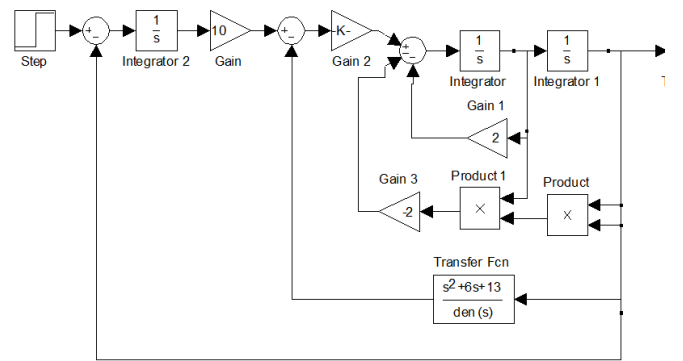 1
s
10
-K-
1
s
1
s
Step
Integrator 2
Gain
Gain 2
Integrator
Integrator 1
Gain 1
2
Gain 3
Product 1
Product
-2
×
×
Transfer Fcn
s2+6s+13
den(s)